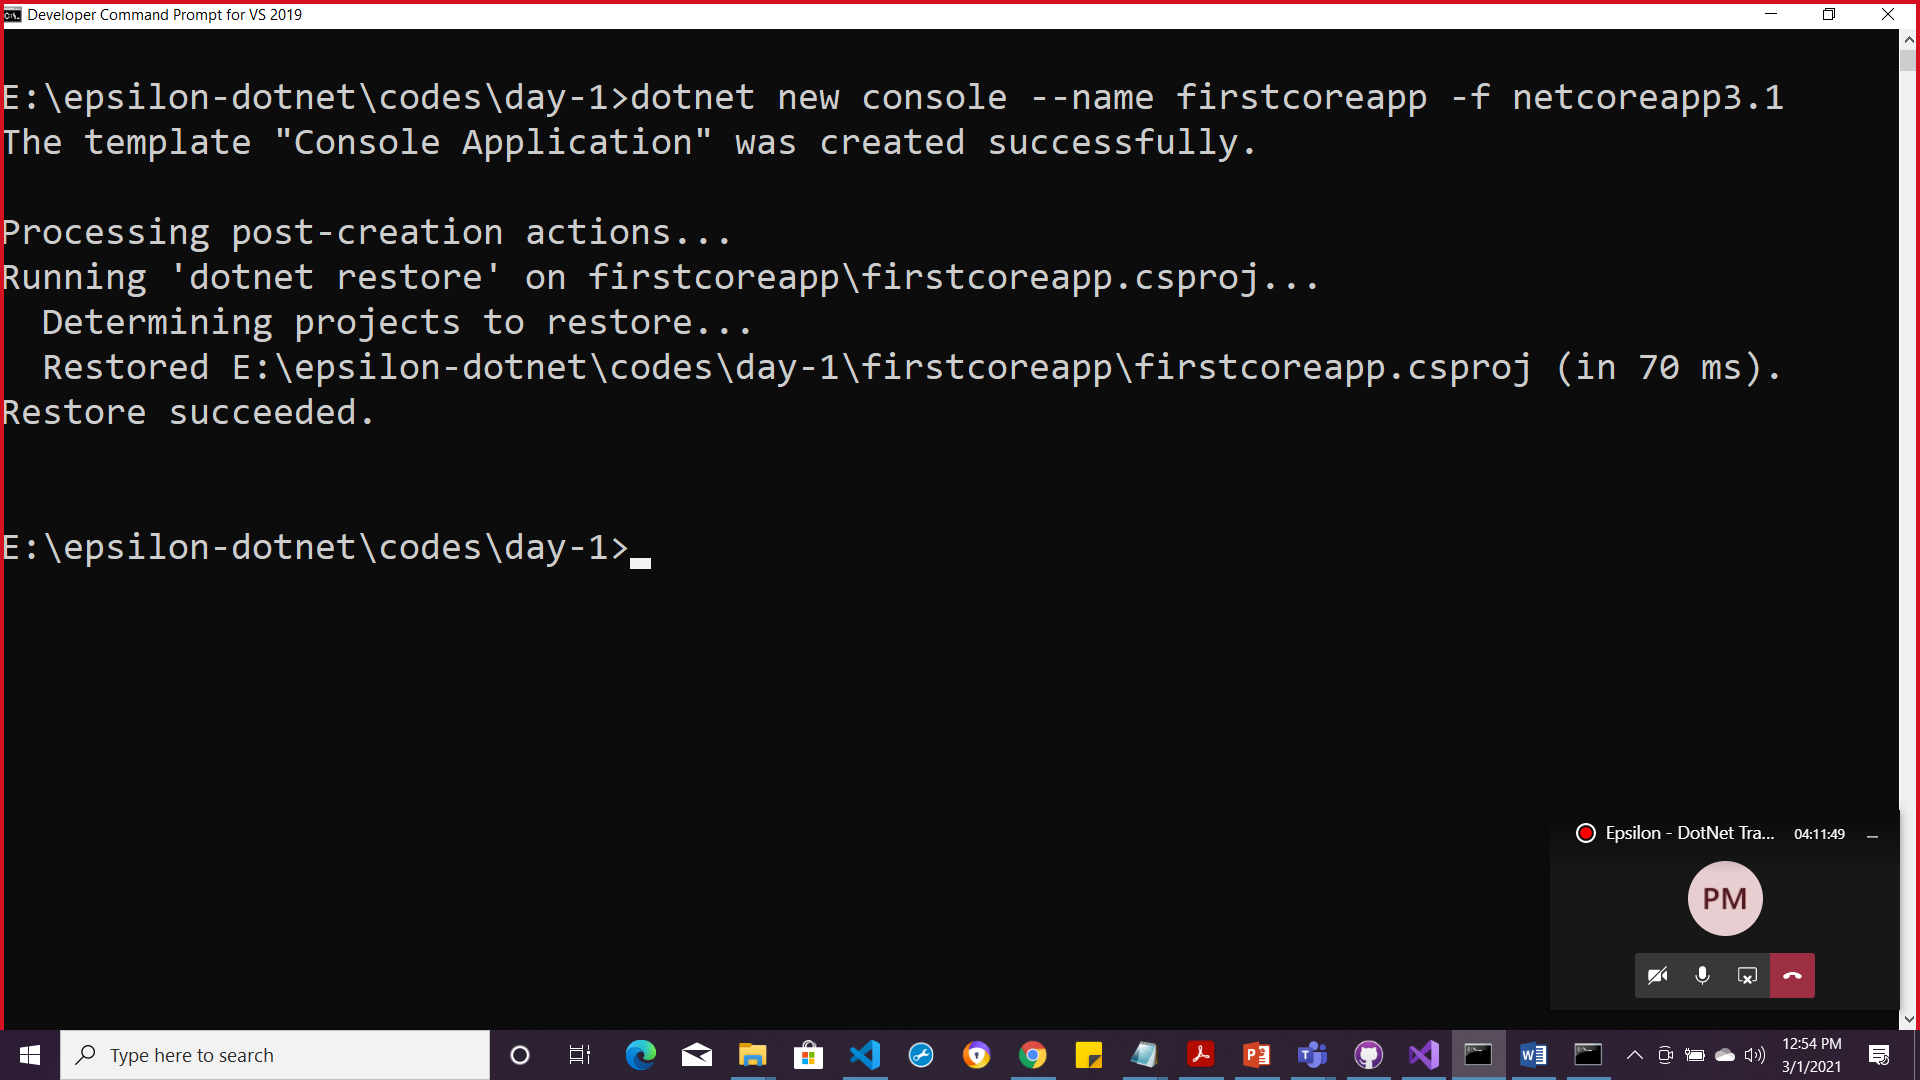 Developer Command Prompt for VS 2019
E:\epsilon-dotnet\codes\day-1>dotnet new console --name firstcoreapp -f netcoreapp3.1
The template "Console Application" was created successfully.
Processing post-creation actions...
Running 'dotnet restore' on firstcoreapp\firstcoreapp.csproj...
Determining projects to restore...
Restored E:\epsilon-dotnet\codes\day-1\firstcoreapp\firstcoreapp.csproj (in 70 ms).
Restore succeeded.
E:\epsilon-dotnet\codes\day-1>
Epsilon - DotNet Tra... 04:11:49
PM
Type here to search
12:54 PM
3/1/2021